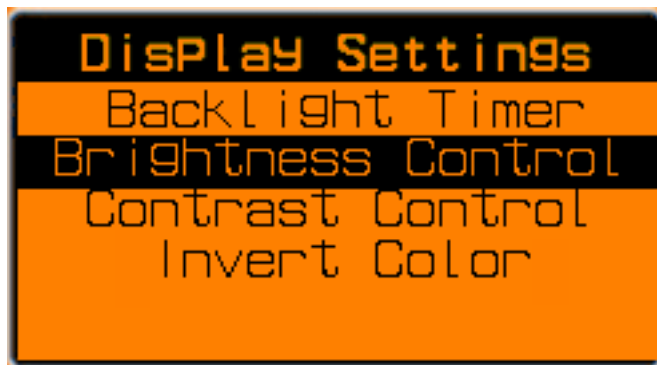 Display Settings
Backlight Timer
Brightness Control
Contrast Control
Invert Color